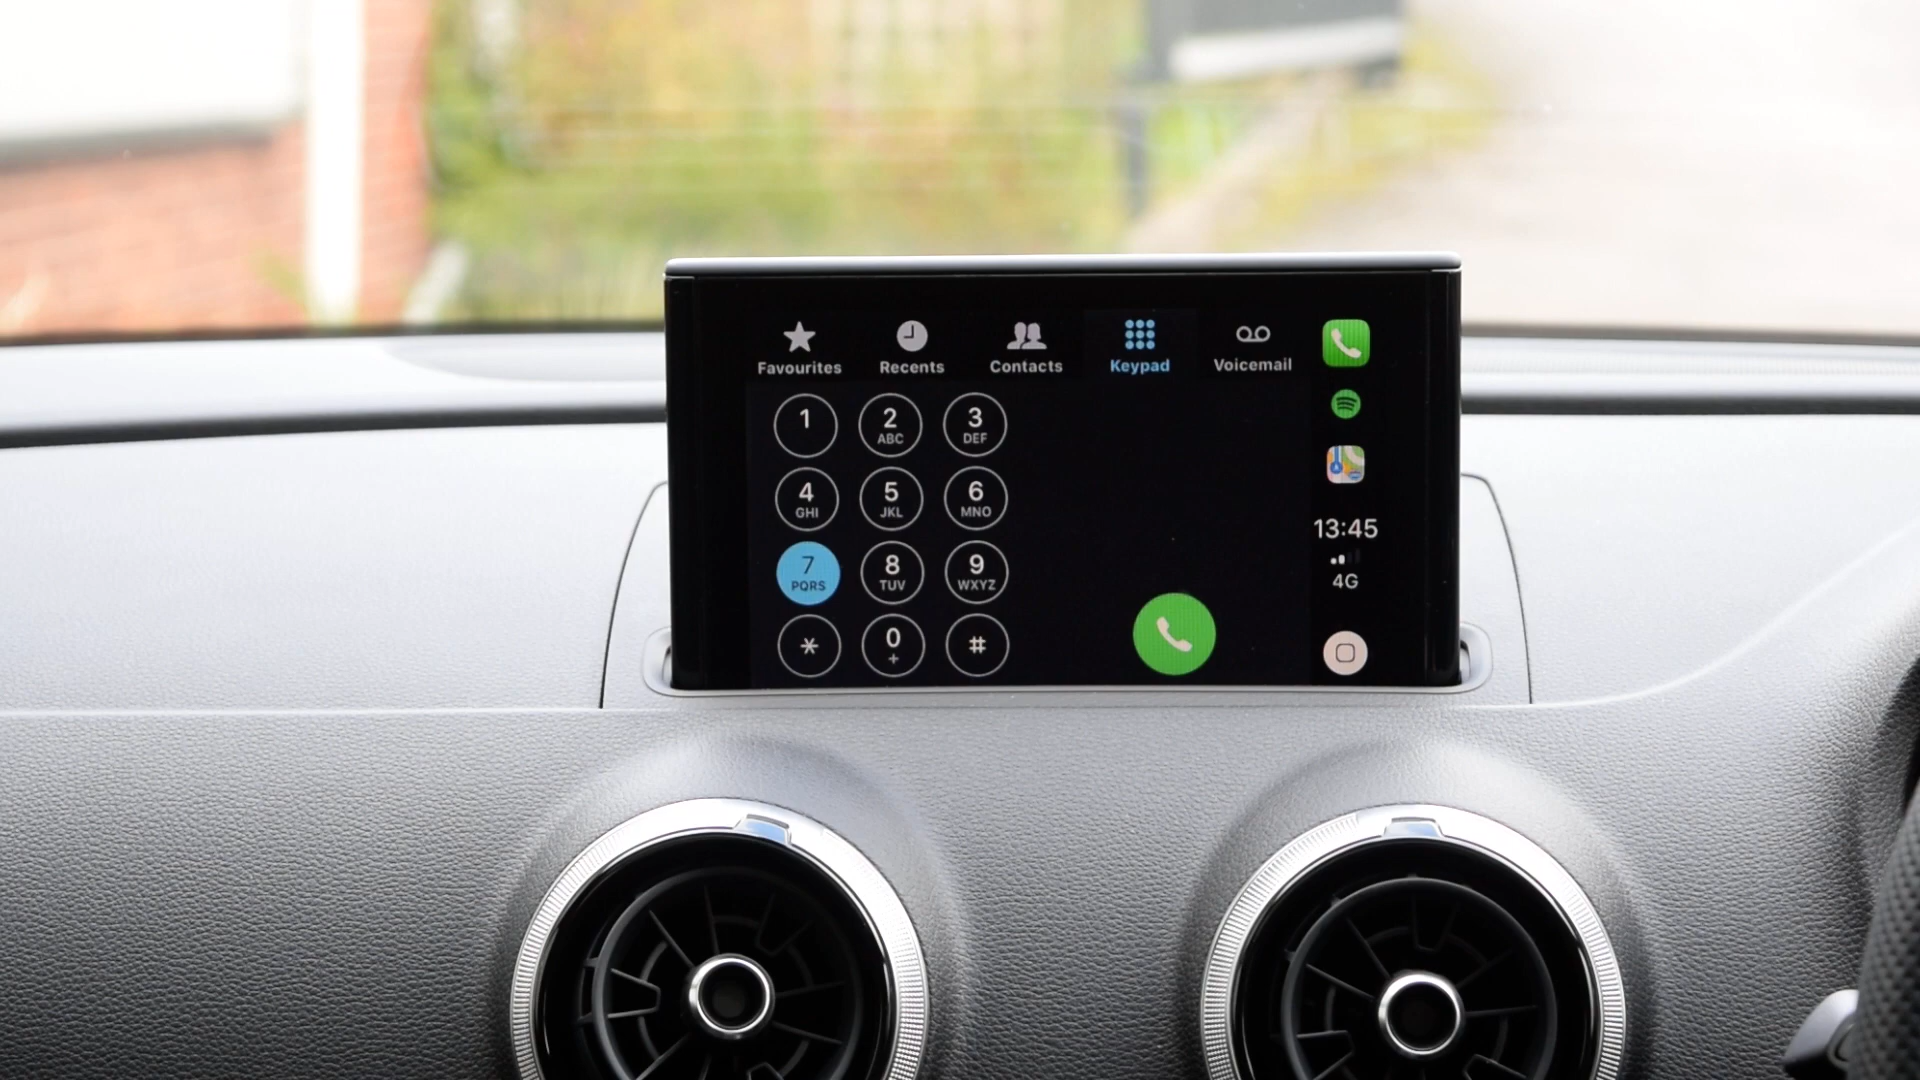 Favourites Recents Contacts Keypad Voicemail
1 2 3
ABC DEF
4 5 6
GHI JKL MNO
7 8 9
PQRS TUV WXYZ
* 0 #
+
13:45
4G